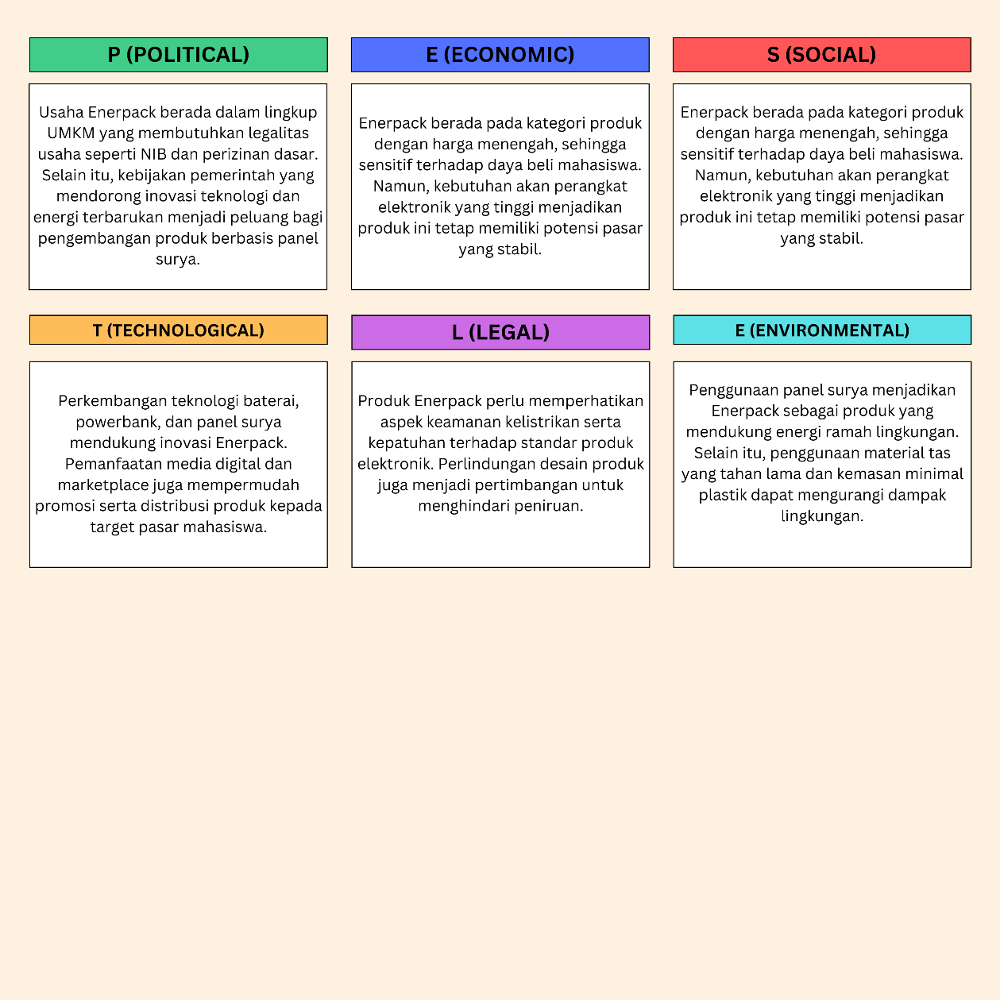 P (POLITICAL)
Usaha Enerpack berada dalam lingkup
UMKM yang membutuhkan legalitas
usaha seperti NIB dan perizinan dasar.
Selain itu, kebijakan pemerintah yang
mendorong inovasi teknologi dan
energi terbarukan menjadi peluang bagi
pengembangan produk berbasis panel
surya.
E (ECONOMIC)
Enerpack berada pada kategori produk
dengan harga menengah, sehingga
sensitif terhadap daya beli mahasiswa.
Namun, kebutuhan akan perangkat
elektronik yang tinggi menjadikan
produk ini tetap memiliki potensi pasar
yang stabil.
S (SOCIAL)
Enerpack berada pada kategori produk
dengan harga menengah, sehingga
sensitif terhadap daya beli mahasiswa.
Namun, kebutuhan akan perangkat
elektronik yang tinggi menjadikan
produk ini tetap memiliki potensi pasar
yang stabil.
T (TECHNOLOGICAL)
Perkembangan teknologi baterai,
powerbank, dan panel surya
mendukung inovasi Enerpack.
Pemanfaatan media digital dan
marketplace juga mempermudah
promosi serta distribusi produk kepada
target pasar mahasiswa.
L (LEGAL)
Produk Enerpack perlu memperhatikan
aspek keamanan kelistrikan serta
kepatuhan terhadap standar produk
elektronik. Perlindungan desain produk
juga menjadi pertimbangan untuk
menghindari peniruan.
E (ENVIRONMENTAL)
Penggunaan panel surya menjadikan
Enerpack sebagai produk yang
mendukung energi ramah lingkungan.
Selain itu, penggunaan material tas
yang tahan lama dan kemasan minimal
plastik dapat mengurangi dampak
lingkungan.